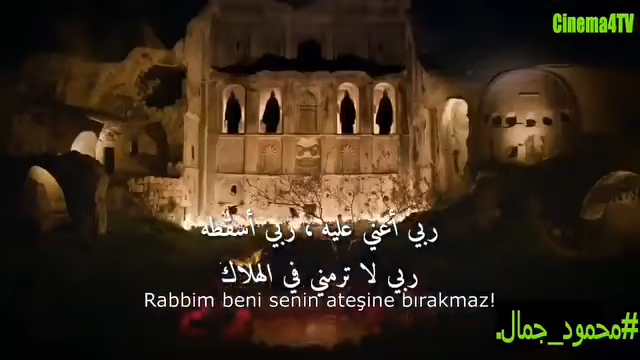 Cinema4TV
ربي أعني عليه ، ربي أسقطه
ربي لا ترمني في الهلاك
Rabbim beni senin ateşine bırakmaz!
#محمود_جمال